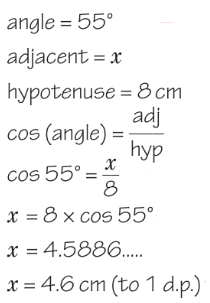 angle = 55°
adjacent = x
hypotenuse = 8 cm
cos (angle) = adj/hyp
cos 55° = x/8
x = 8 × cos 55°
x = 4.5886.....
x = 4.6 cm (to 1 d.p.)